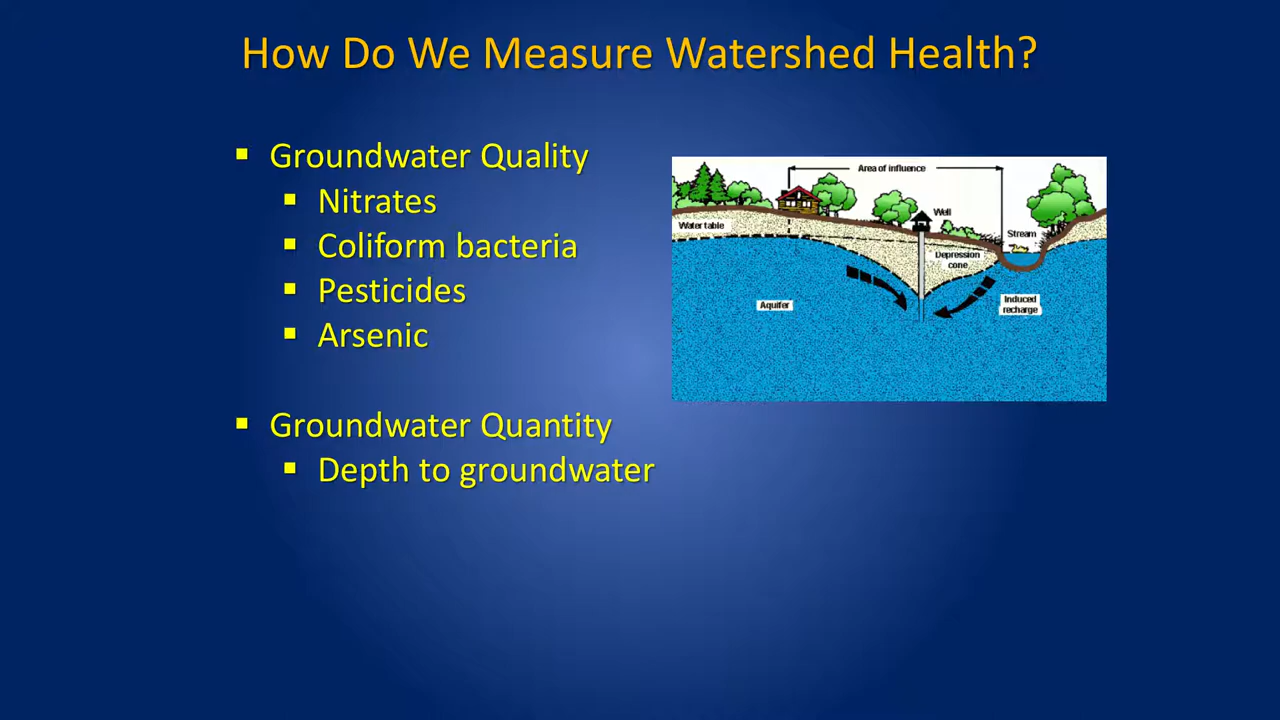 How Do We Measure Watershed Health?
▪ Groundwater Quality
▪ Nitrates
▪ Coliform bacteria
▪ Pesticides
▪ Arsenic
▪ Groundwater Quantity
▪ Depth to groundwater
Area of influence
Well
Water table
Stream
Depression
cone
Aquifer
Induced
recharge